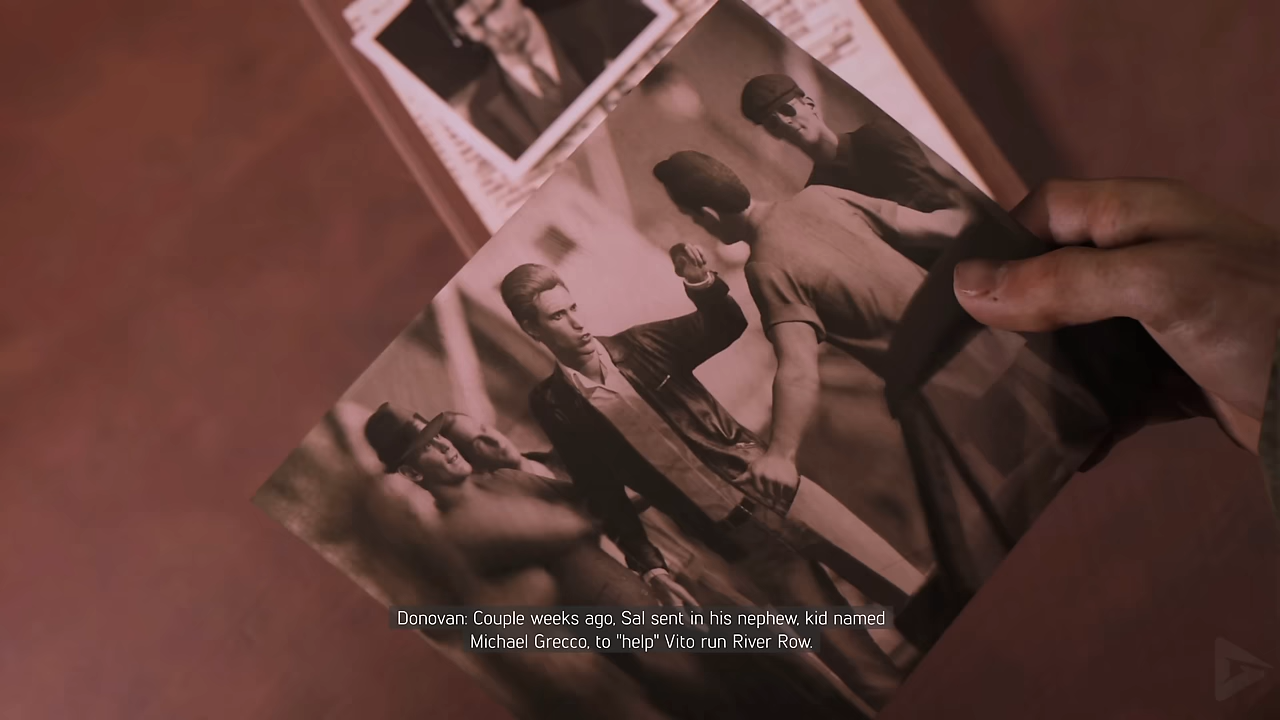 Donovan: Couple weeks ago, Sal sent in his nephew, kid named
Michael Grecco, to "help" Vito run River Row.